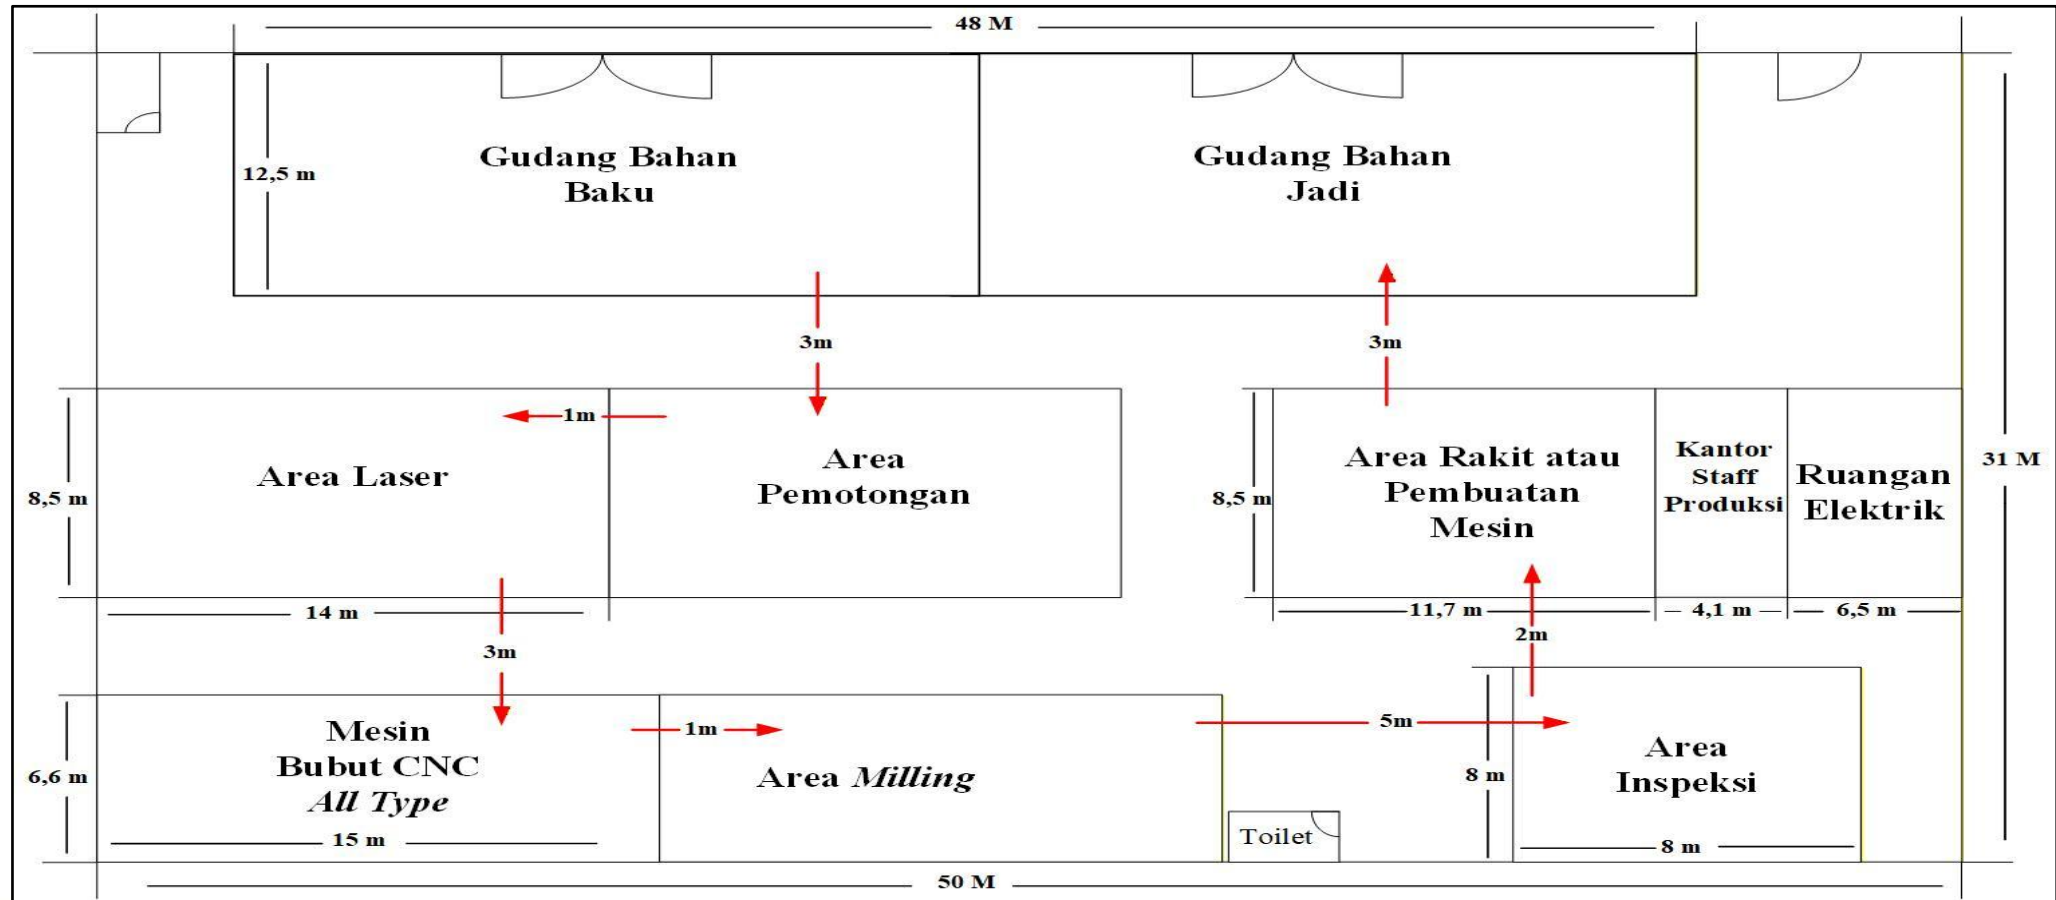 48 M
12,5 m
Gudang Bahan
Baku
Gudang Bahan
Jadi
3m
3m
1m
8,5 m
Area Laser
Area
Pemotongan
8,5 m
Area Rakit atau
Pembuatan
Mesin
Kantor
Staff
Produksi
Ruangan
Elektrik
31 M
14 m
11,7 m
4,1 m
6,5 m
3m
2m
6,6 m
Mesin
Bubut CNC
All Type
15 m
1m
Area Milling
5m
Toilet
8 m
Area
Inspeksi
8 m
50 M